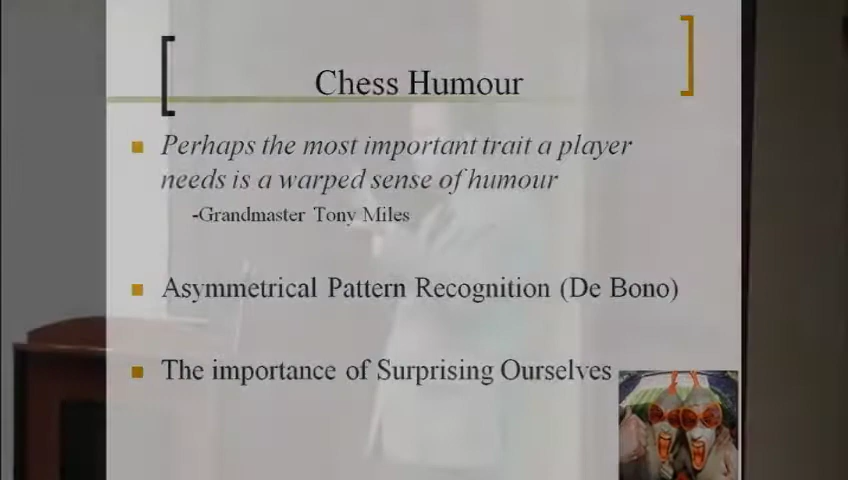 Chess Humour
Perhaps the most important trait a player
needs is a warped sense of humour
-Grandmaster Tony Miles
Asymmetrical Pattern Recognition (De Bono)
The importance of Surprising Ourselves